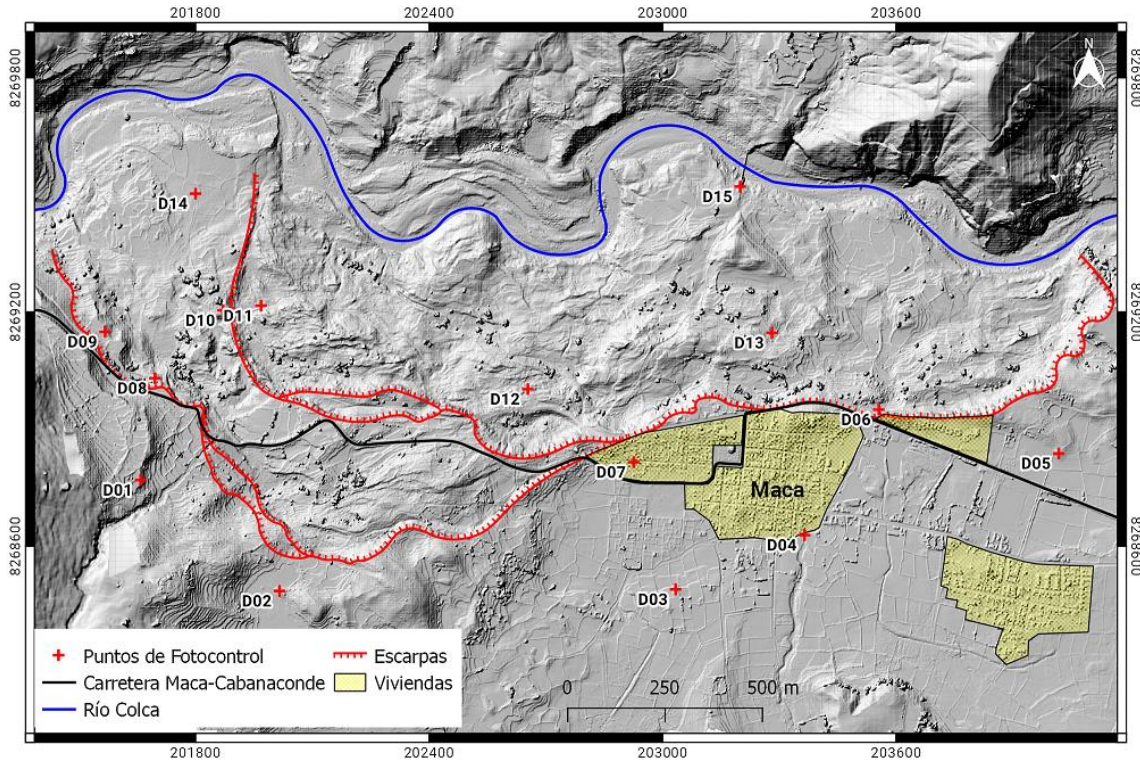 201800 202400 203000 203600
8269800 8269800
N
D14
D15
8269200 8269200
D10 D11
D09
D13
D08
D12
D06
D07
D05
D01
Maca
8268600 8268600
D04
D02
D03
Puntos de Fotocontrol Escarpas
Carretera Maca-Cabanaconde Viviendas
Río Colca
0 250 500 m
201800 202400 203000 203600